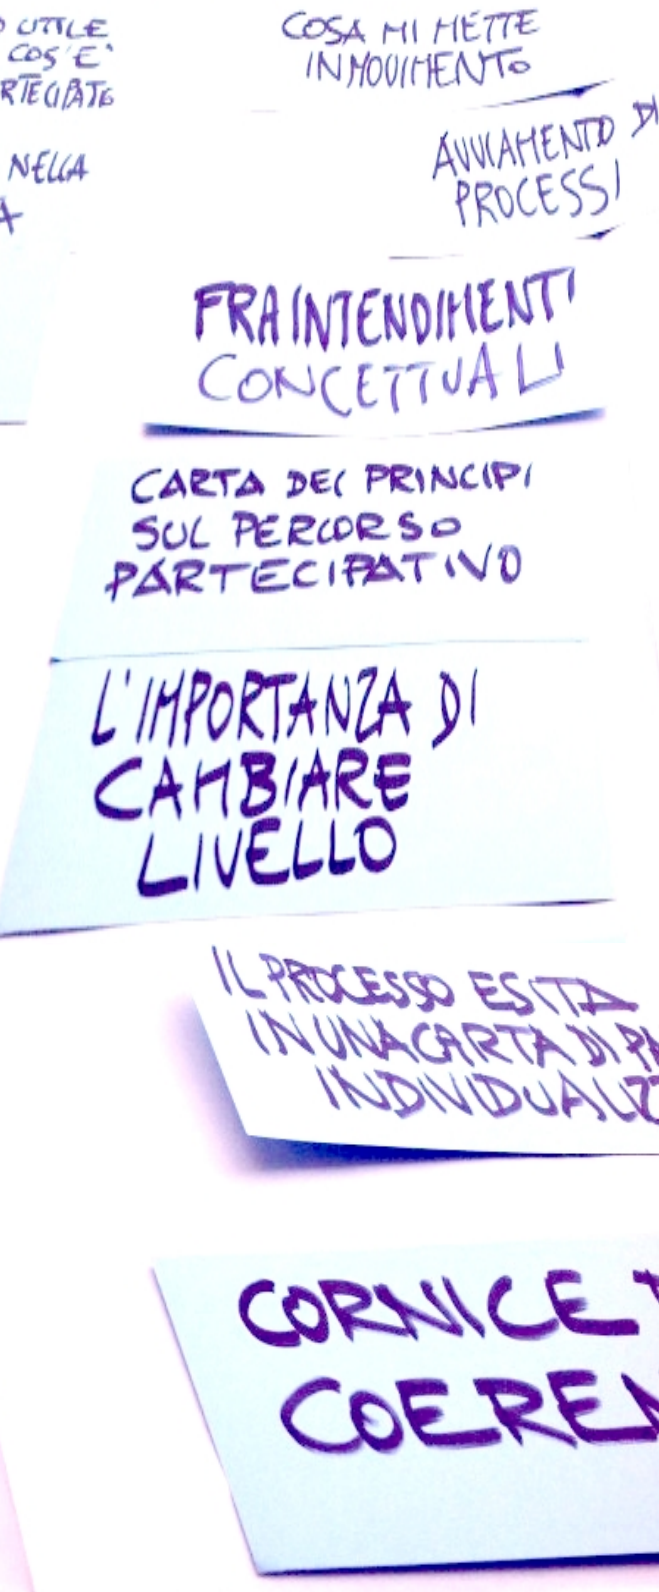 UTILE
COS'È
NELLA
COSA MI METTE
IN MOVIMENTO
AVVIAMENTO DI
PROCESSI
FRAINTENDIMENTI
CONCETTUALI
CARTA DEI PRINCIPI
SUL PERCORSO
PARTECIPATIVO
L'IMPORTANZA DI
CAMBIARE
LIVELLO
IL PROCESSO ESITA
IN UNA CARTA DI
CORNICE